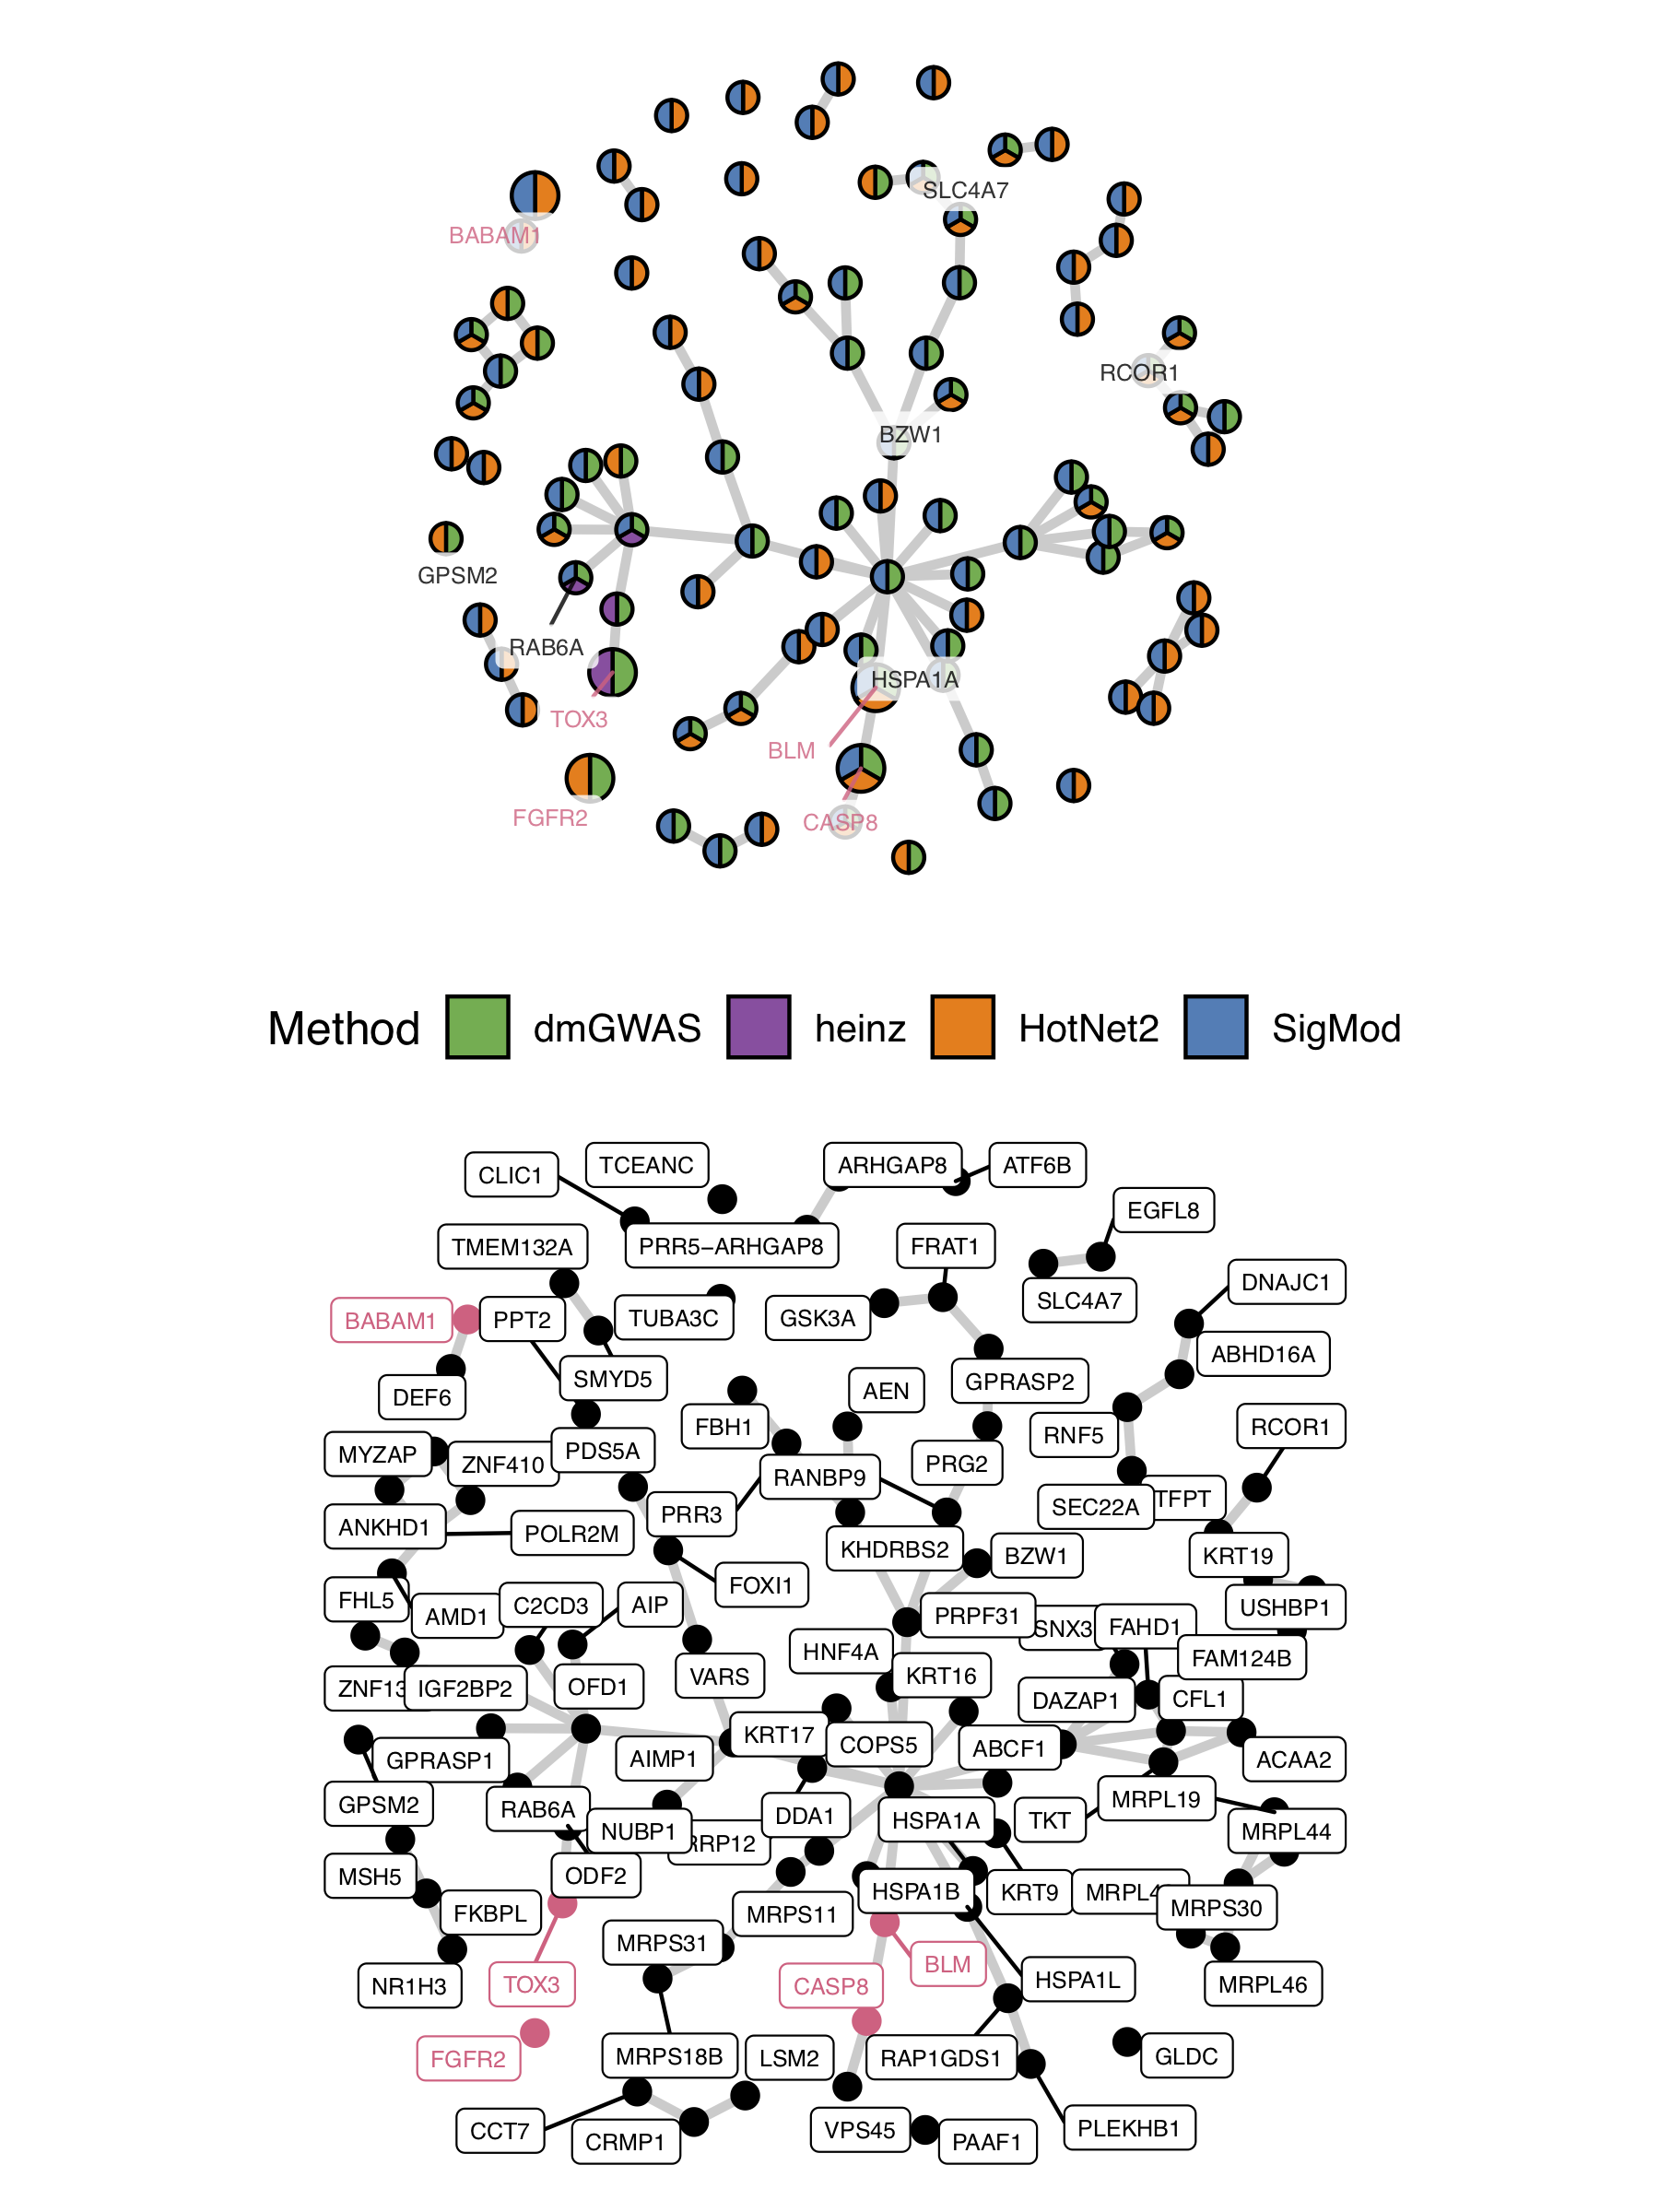 SLC4A7
BABAM1
RCOR1
BZW1
GPSM2
RAB6A
HSPA1A
TOX3
BLM
FGFR2
CASP8
Method dmGWAS heinz HotNet2 SigMod
CLIC1
TCEANC
ARHGAP8
ATF6B
EGFL8
TMEM132A
PRR5−ARHGAP8
FRAT1
DNAJC1
BABAM1
PPT2
TUBA3C
GSK3A
SLC4A7
ABHD16A
SMYD5
DEF6
AEN
GPRASP2
FBH1
RNF5
RCOR1
MYZAP
ZNF410
PDS5A
RANBP9
PRG2
SEC22A
TFPT
ANKHD1
POLR2M
PRR3
KHDRBS2
BZW1
KRT19
FOXI1
FHL5
AMD1
C2CD3
AIP
PRPF31
SNX3
FAHD1
USHBP1
HNF4A
FAM124B
IGF2BP2
OFD1
VARS
KRT16
DAZAP1
CFL1
KRT17
COPS5
ABCF1
GPRASP1
AIMP1
ACAA2
GPSM2
RAB6A
NUBP1
DDA1
HSPA1A
TKT
MRPL19
MRPL44
MSH5
ODF2
HSPA1B
KRT9
FKBPL
MRPS11
MRPS30
MRPS31
NR1H3
TOX3
CASP8
BLM
HSPA1L
MRPL46
FGFR2
MRPS18B
LSM2
RAP1GDS1
GLDC
CCT7
CRMP1
VPS45
PAAF1
PLEKHB1